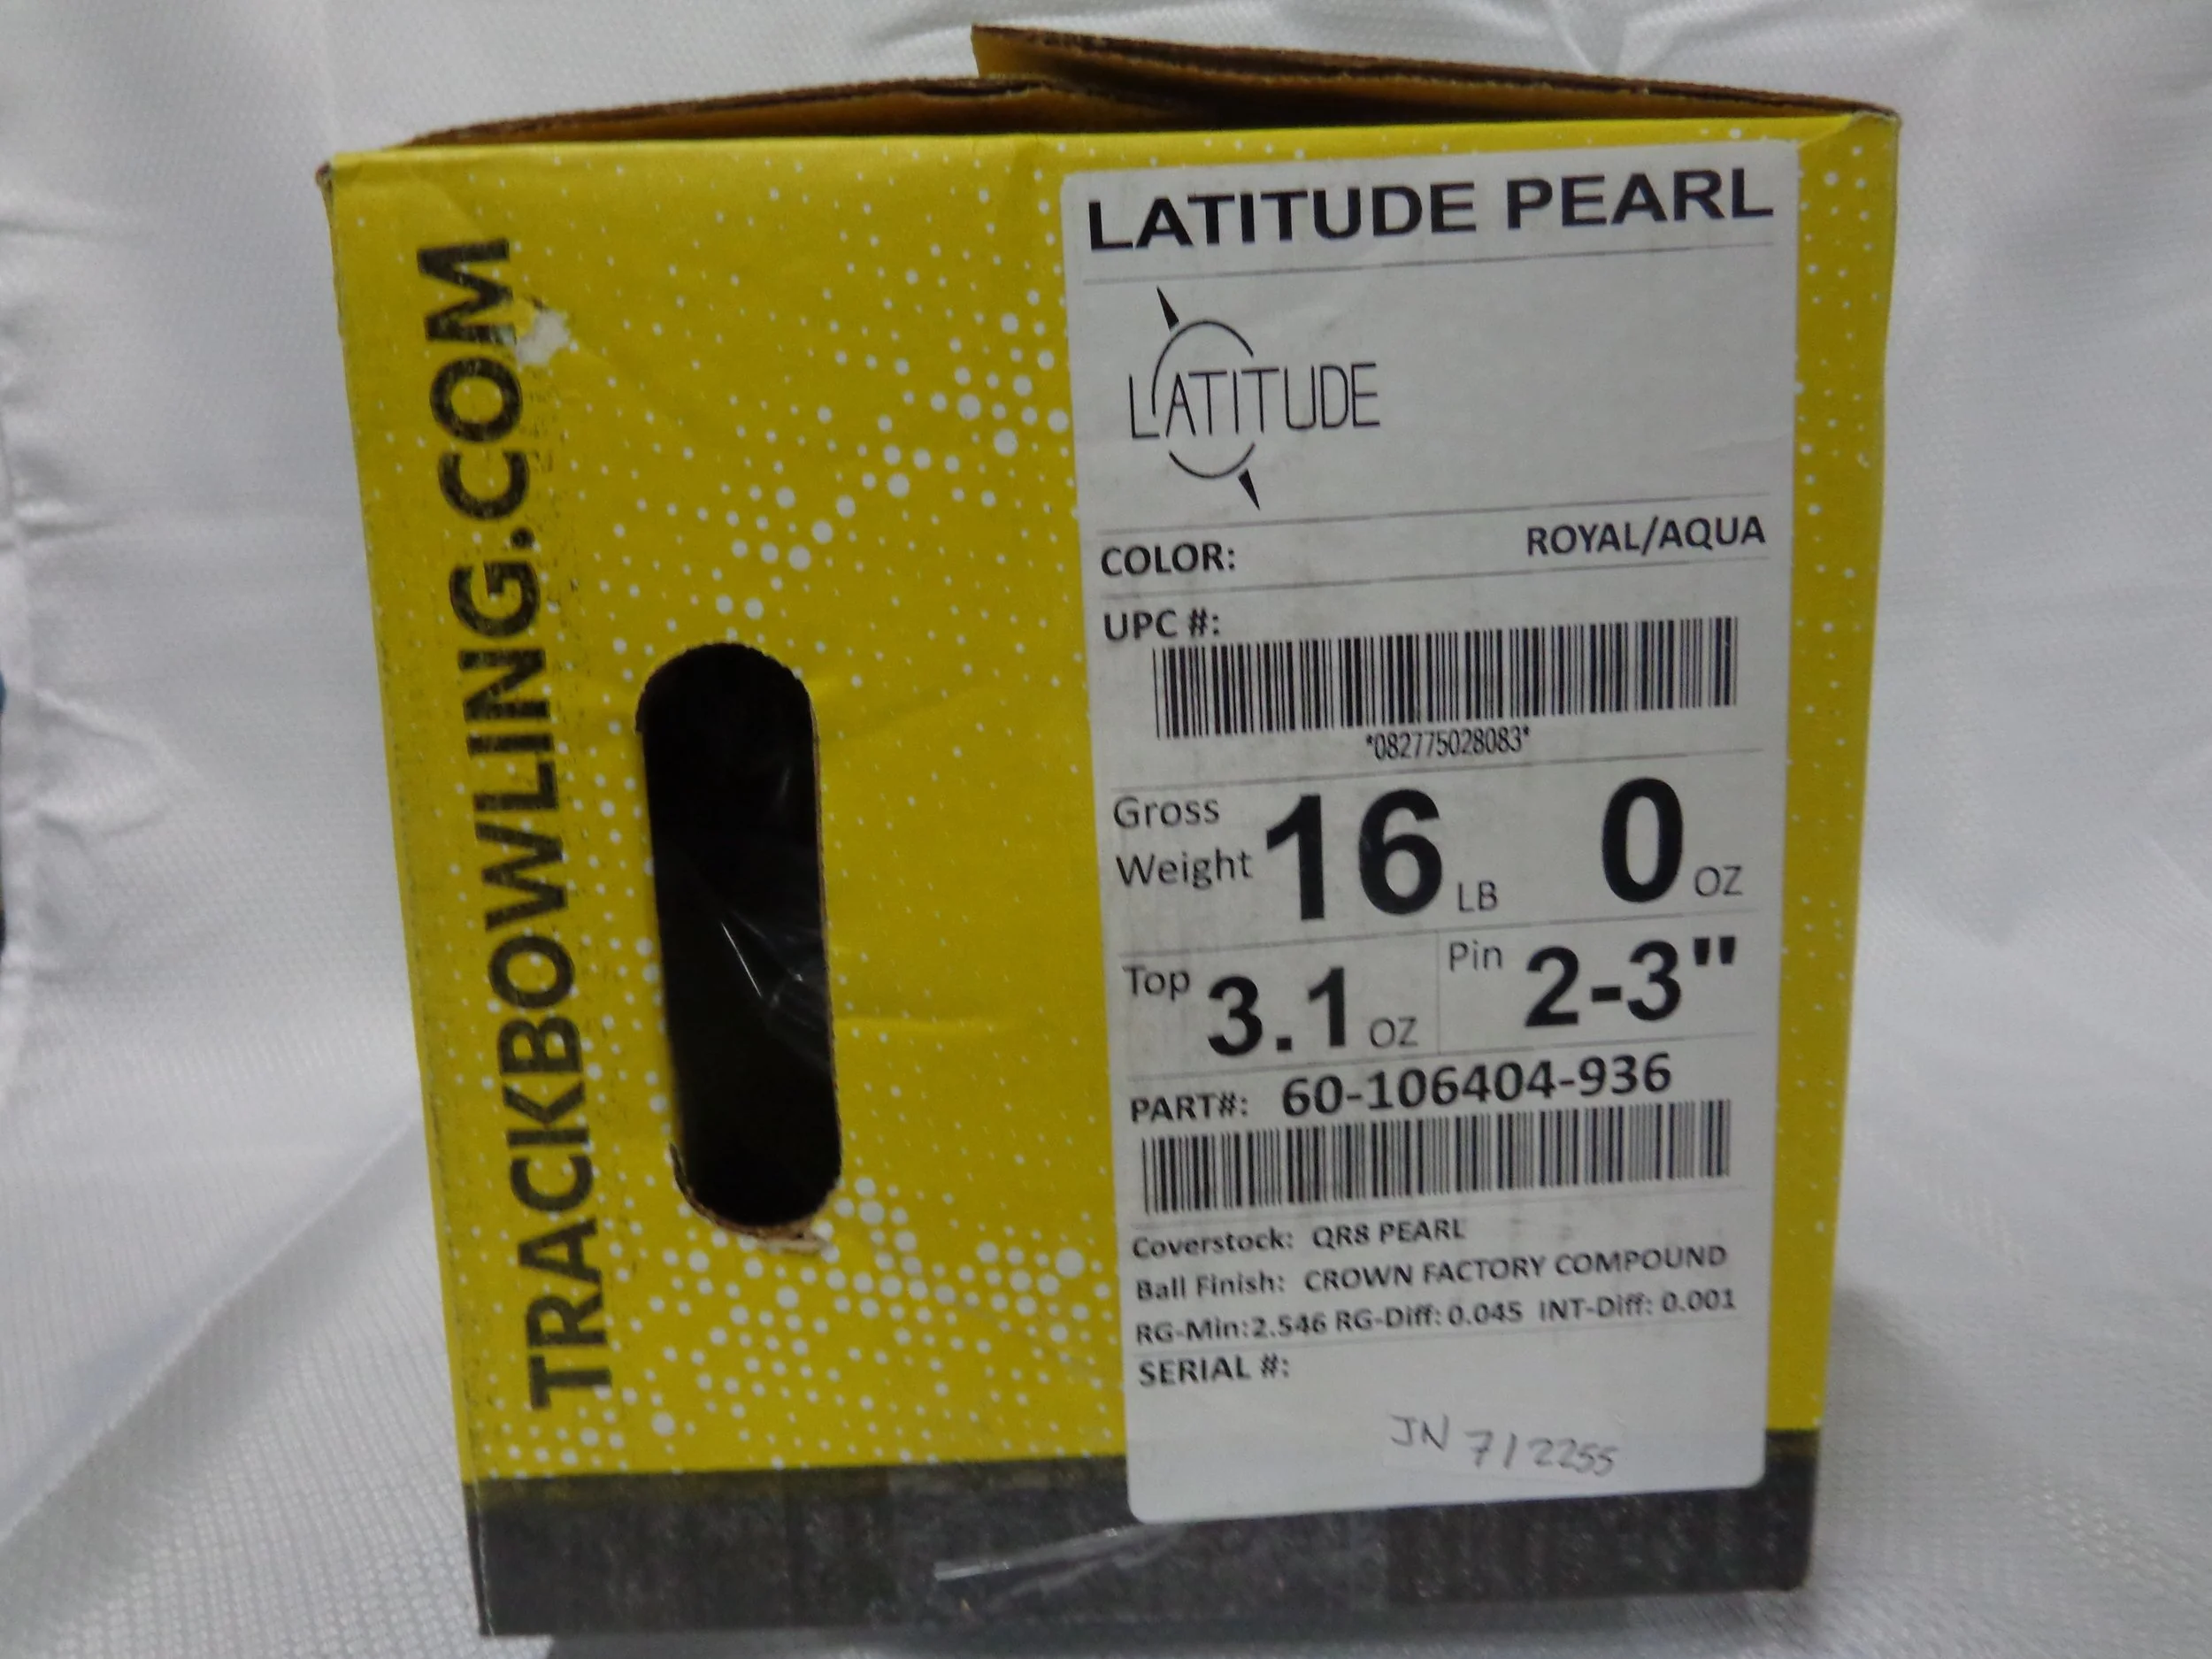 TRACKBOWLING.COM
LATITUDE PEARL
LATITUDE
COLOR: ROYAL/AQUA
UPC #:
*082775028083*
Gross Weight 16 LB 0 OZ
Top 3.1 OZ Pin 2-3"
PART#: 60-106404-936
Coverstock: QR8 PEARL
Ball Finish: CROWN FACTORY COMPOUND
RG-Min:2.546 RG-Diff: 0.045 INT-Diff: 0.001
SERIAL #:
JN 712255